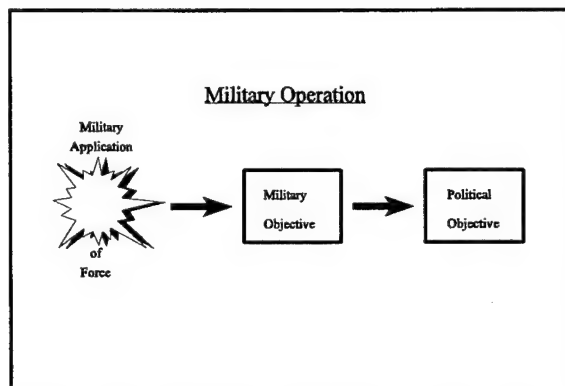 Military Operation
Military
Application
of
Force
Military
Objective
Political
Objective